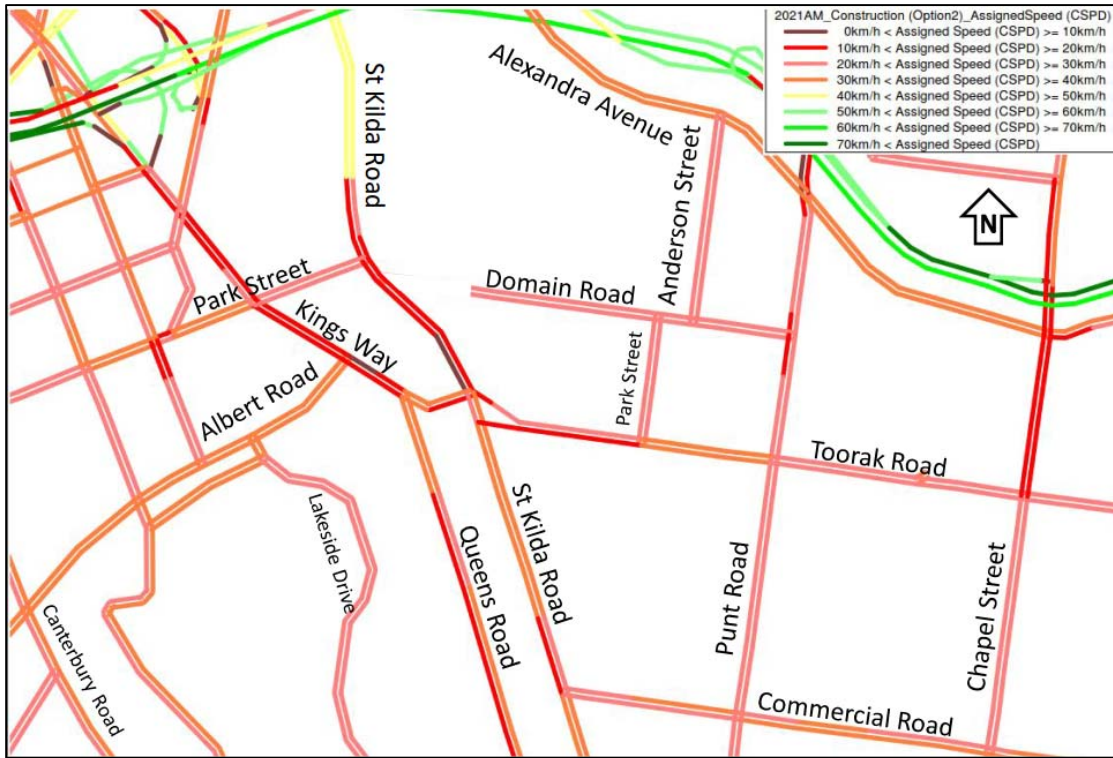 2021AM_Construction (Option2)_AssignedSpeed (CSPD)
0km/h < Assigned Speed (CSPD) >= 10km/h
10km/h < Assigned Speed (CSPD) >= 20km/h
20km/h < Assigned Speed (CSPD) >= 30km/h
30km/h < Assigned Speed (CSPD) >= 40km/h
40km/h < Assigned Speed (CSPD) >= 50km/h
50km/h < Assigned Speed (CSPD) >= 60km/h
60km/h < Assigned Speed (CSPD) >= 70km/h
70km/h < Assigned Speed (CSPD)
N
St Kilda Road
Alexandra Avenue
Anderson Street
Park Street
Domain Road
Kings Way
Park Street
Albert Road
Toorak Road
Lakeside Drive
St Kilda Road
Queens Road
Punt Road
Chapel Street
Canterbury Road
Commercial Road